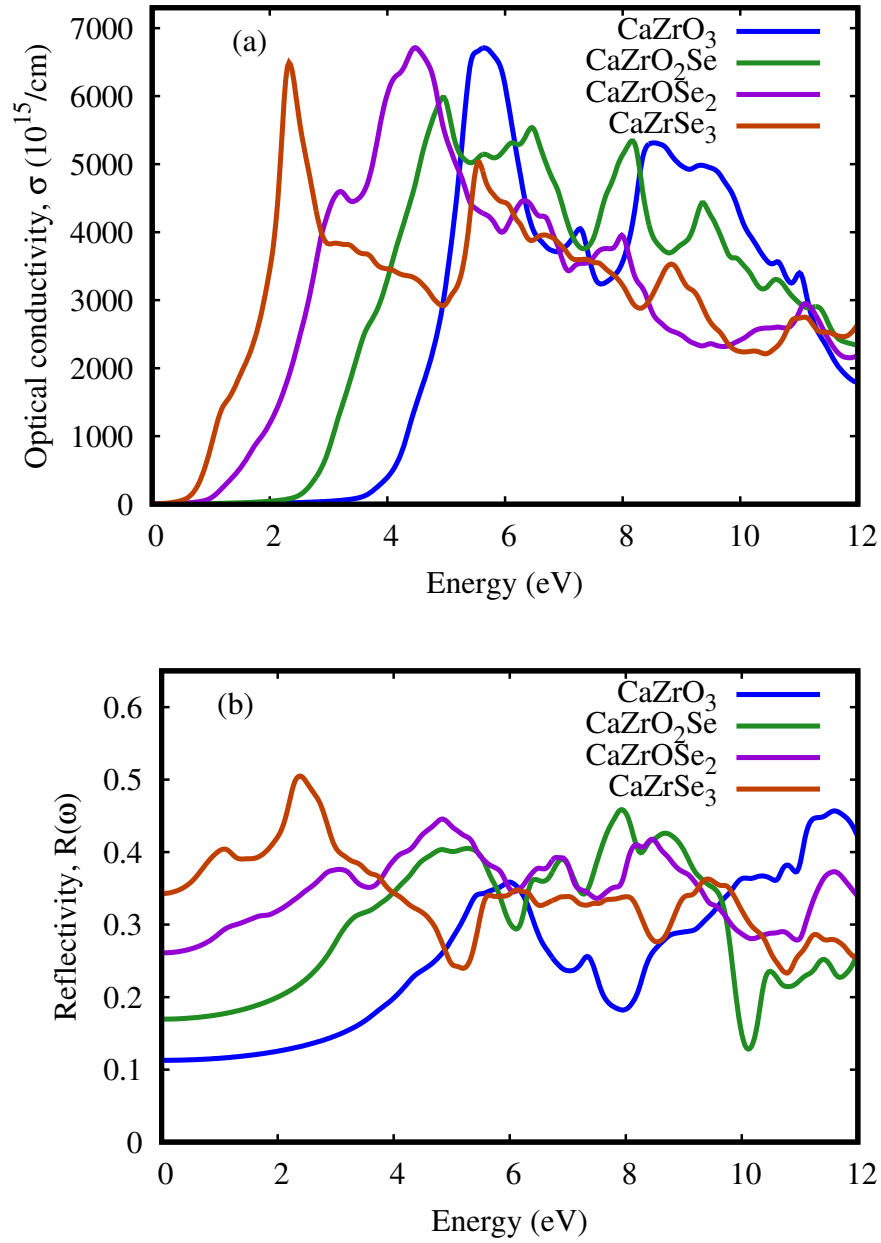 (a)
CaZrO3
CaZrO2Se
CaZrOSe2
CaZrSe3
7000
6000
5000
4000
3000
2000
1000
0
Optical conductivity, σ (10^15/cm)
0 2 4 6 8 10 12
Energy (eV)
(b)
CaZrO3
CaZrO2Se
CaZrOSe2
CaZrSe3
0.6
0.5
0.4
0.3
0.2
0.1
0
Reflectivity, R(ω)
0 2 4 6 8 10 12
Energy (eV)